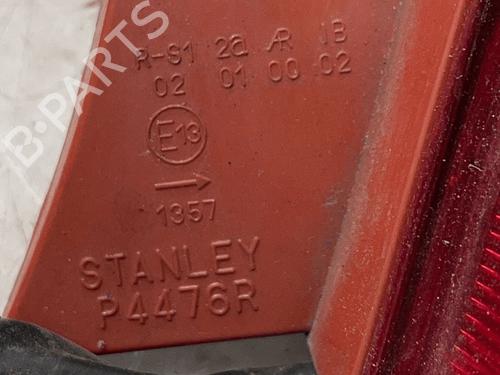 B-PARTS
R-S1 2a AR IB
02 01 00 02
E13
→
1357
STANLEY
P4476R